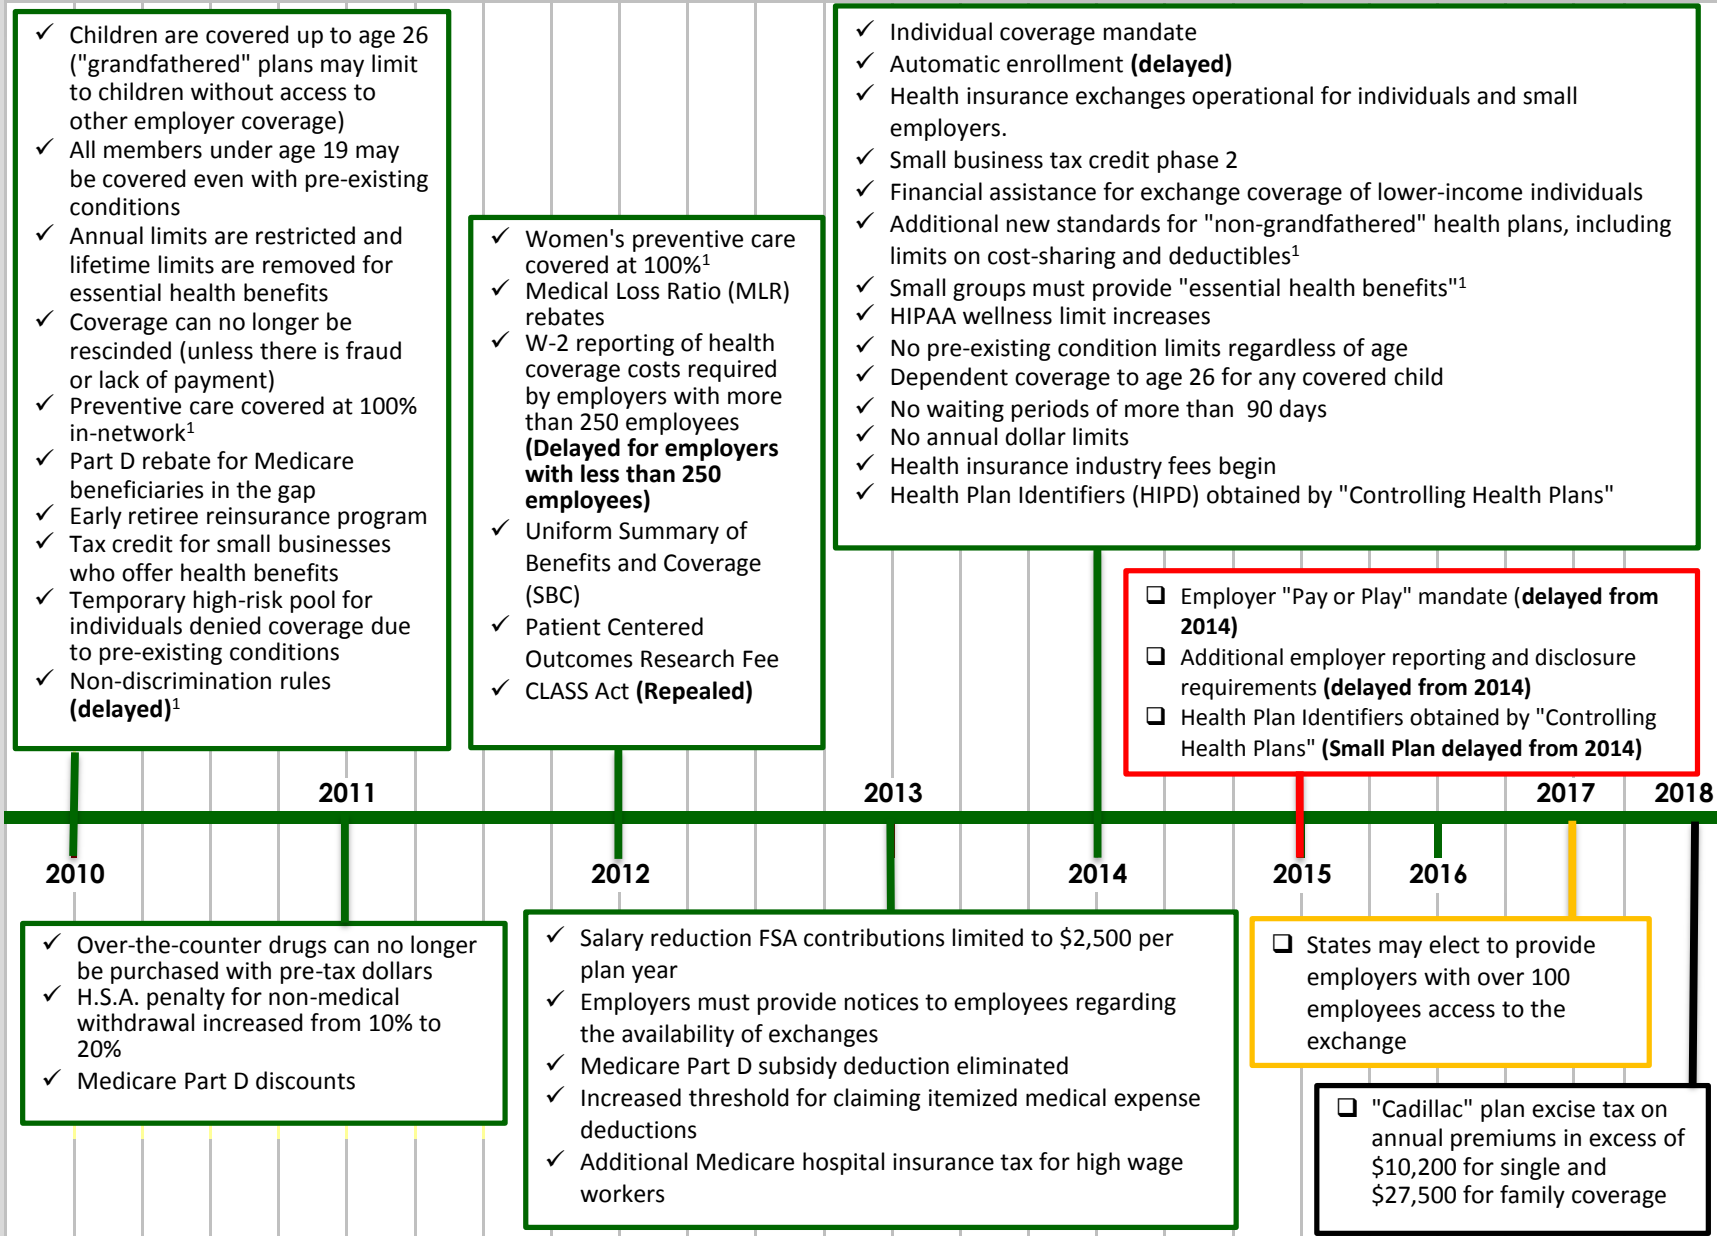 ✓ Children are covered up to age 26
("grandfathered" plans may limit
to children without access to
other employer coverage)
✓ All members under age 19 may
be covered even with pre-existing
conditions
✓ Annual limits are restricted and
lifetime limits are removed for
essential health benefits
✓ Coverage can no longer be
rescinded (unless there is fraud
or lack of payment)
✓ Preventive care covered at 100%
in-network¹
✓ Part D rebate for Medicare
beneficiaries in the gap
✓ Early retiree reinsurance program
✓ Tax credit for small businesses
who offer health benefits
✓ Temporary high-risk pool for
individuals denied coverage due
to pre-existing conditions
✓ Non-discrimination rules
(delayed)¹
✓ Women's preventive care
covered at 100%¹
✓ Medical Loss Ratio (MLR)
rebates
✓ W-2 reporting of health
coverage costs required
by employers with more
than 250 employees
(Delayed for employers
with less than 250
employees)
✓ Uniform Summary of
Benefits and Coverage
(SBC)
✓ Patient Centered
Outcomes Research Fee
✓ CLASS Act (Repealed)
✓ Individual coverage mandate
✓ Automatic enrollment (delayed)
✓ Health insurance exchanges operational for individuals and small
employers.
✓ Small business tax credit phase 2
✓ Financial assistance for exchange coverage of lower-income individuals
✓ Additional new standards for "non-grandfathered" health plans, including
limits on cost-sharing and deductibles¹
✓ Small groups must provide "essential health benefits"¹
✓ HIPAA wellness limit increases
✓ No pre-existing condition limits regardless of age
✓ Dependent coverage to age 26 for any covered child
✓ No waiting periods of more than  90 days
✓ No annual dollar limits
✓ Health insurance industry fees begin
✓ Health Plan Identifiers (HIPD) obtained by "Controlling Health Plans"
❑ Employer "Pay or Play" mandate (delayed from
2014)
❑ Additional employer reporting and disclosure
requirements (delayed from 2014)
❑ Health Plan Identifiers obtained by "Controlling
Health Plans" (Small Plan delayed from 2014)
2011 2013 2017 2018
2010 2012 2014 2015 2016
✓ Over-the-counter drugs can no longer
be purchased with pre-tax dollars
✓ H.S.A. penalty for non-medical
withdrawal increased from 10% to
20%
✓ Medicare Part D discounts
✓ Salary reduction FSA contributions limited to $2,500 per
plan year
✓ Employers must provide notices to employees regarding
the availability of exchanges
✓ Medicare Part D subsidy deduction eliminated
✓ Increased threshold for claiming itemized medical expense
deductions
✓ Additional Medicare hospital insurance tax for high wage
workers
❑ States may elect to provide
employers with over 100
employees access to the
exchange
❑ "Cadillac" plan excise tax on
annual premiums in excess of
$10,200 for single and
$27,500 for family coverage